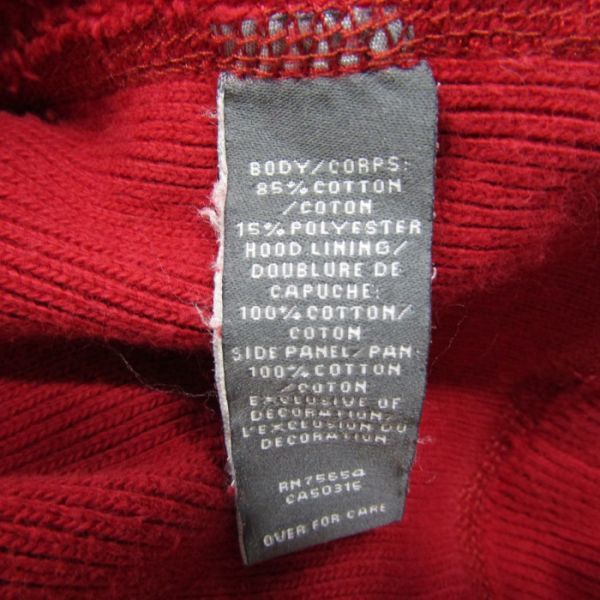 BODY/CORPS:
85% COTTON
/COTON
15% POLYESTER
HOOD LINING/
DOUBLURE DE
CAPUCHE:
100% COTTON/
COTON
SIDE PANEL/PAN:
100% COTTON
/COTON
EXCLUSIVE OF
DECORATION/
L'EXCLUSION DU
DECORATION
RN75654
CA50315
OVER FOR CARE